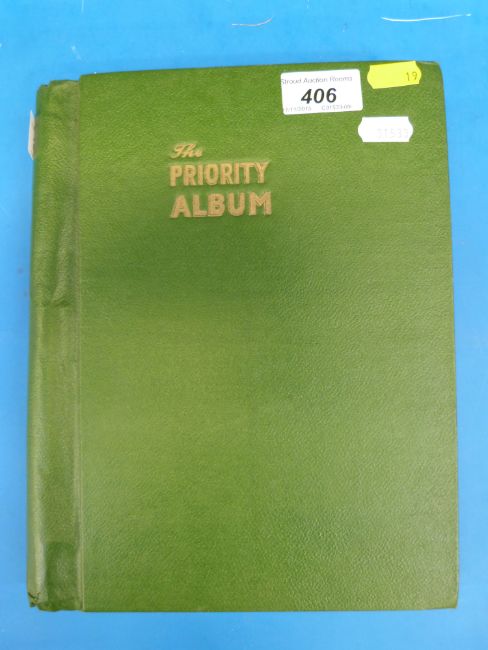 Stroud Auction Rooms
406
19
The
PRIORITY
ALBUM